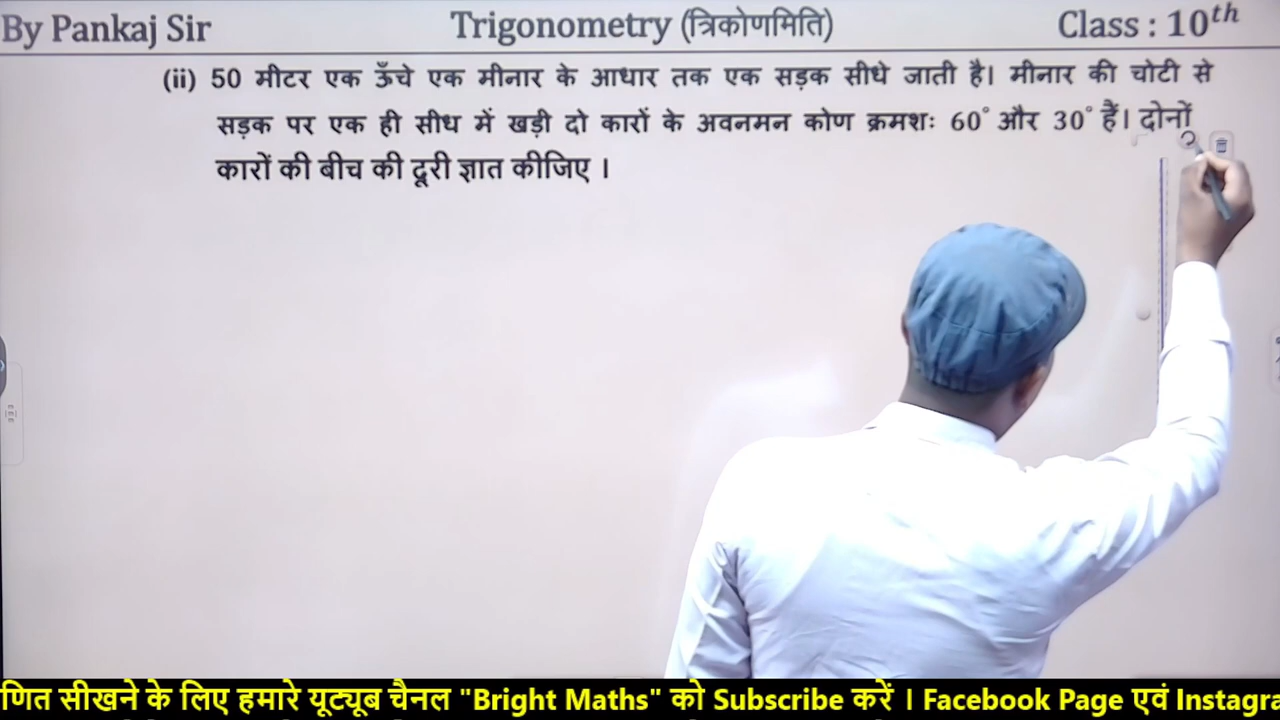 By Pankaj Sir Trigonometry (त्रिकोणमिति) Class : 10th
(ii) 50 मीटर एक ऊँचे एक मीनार के आधार तक एक सड़क सीधे जाती है। मीनार की चोटी से
सड़क पर एक ही सीध में खड़ी दो कारों के अवनमन कोण क्रमशः 60° और 30° हैं। दोनों
कारों की बीच की दूरी ज्ञात कीजिए ।
णित सीखने के लिए हमारे यूट्यूब चैनल "Bright Maths" को Subscribe करें । Facebook Page एवं Instagra